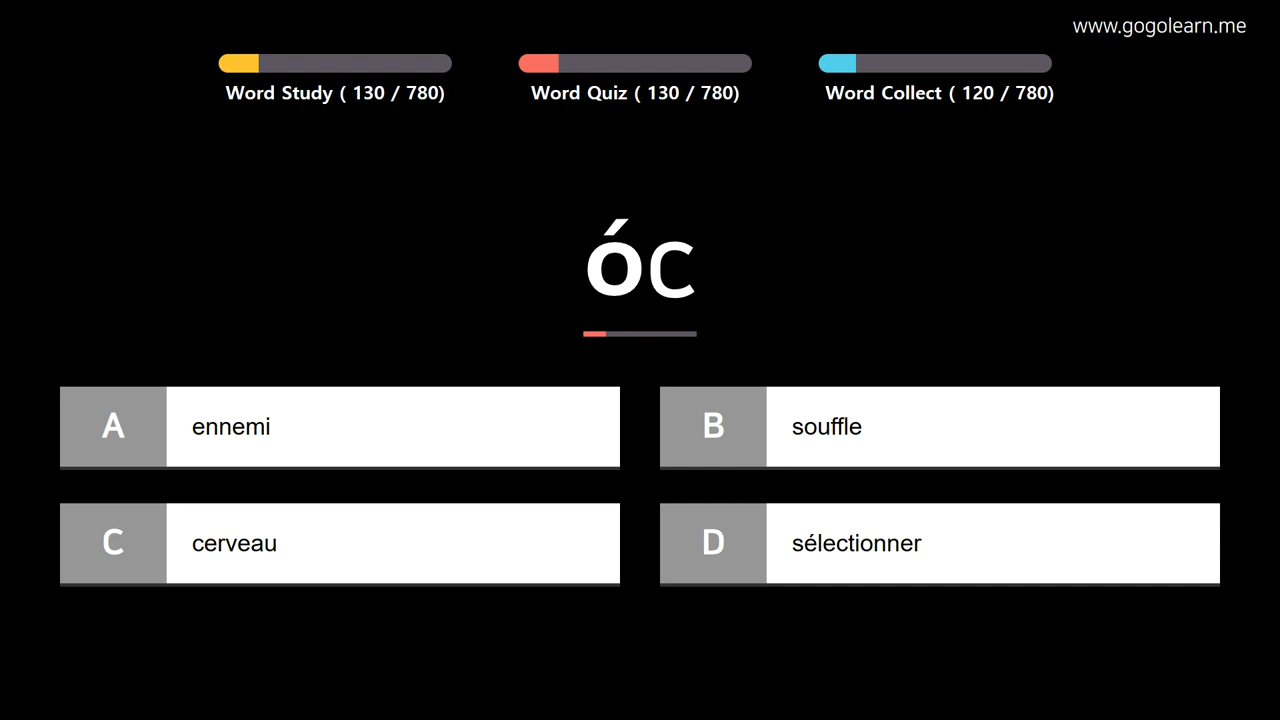 www.gogolearn.me
Word Study ( 130 / 780)
Word Quiz ( 130 / 780)
Word Collect ( 120 / 780)
óc
A ennemi
B souffle
C cerveau
D sélectionner